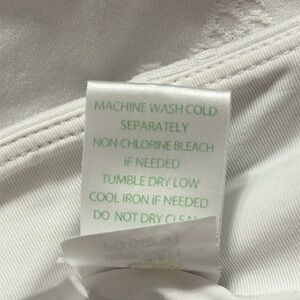 MACHINE WASH COLD
SEPARATELY
NON-CHLORINE BLEACH
IF NEEDED
TUMBLE DRY LOW
COOL IRON IF NEEDED
DO NOT DRY CLEAN